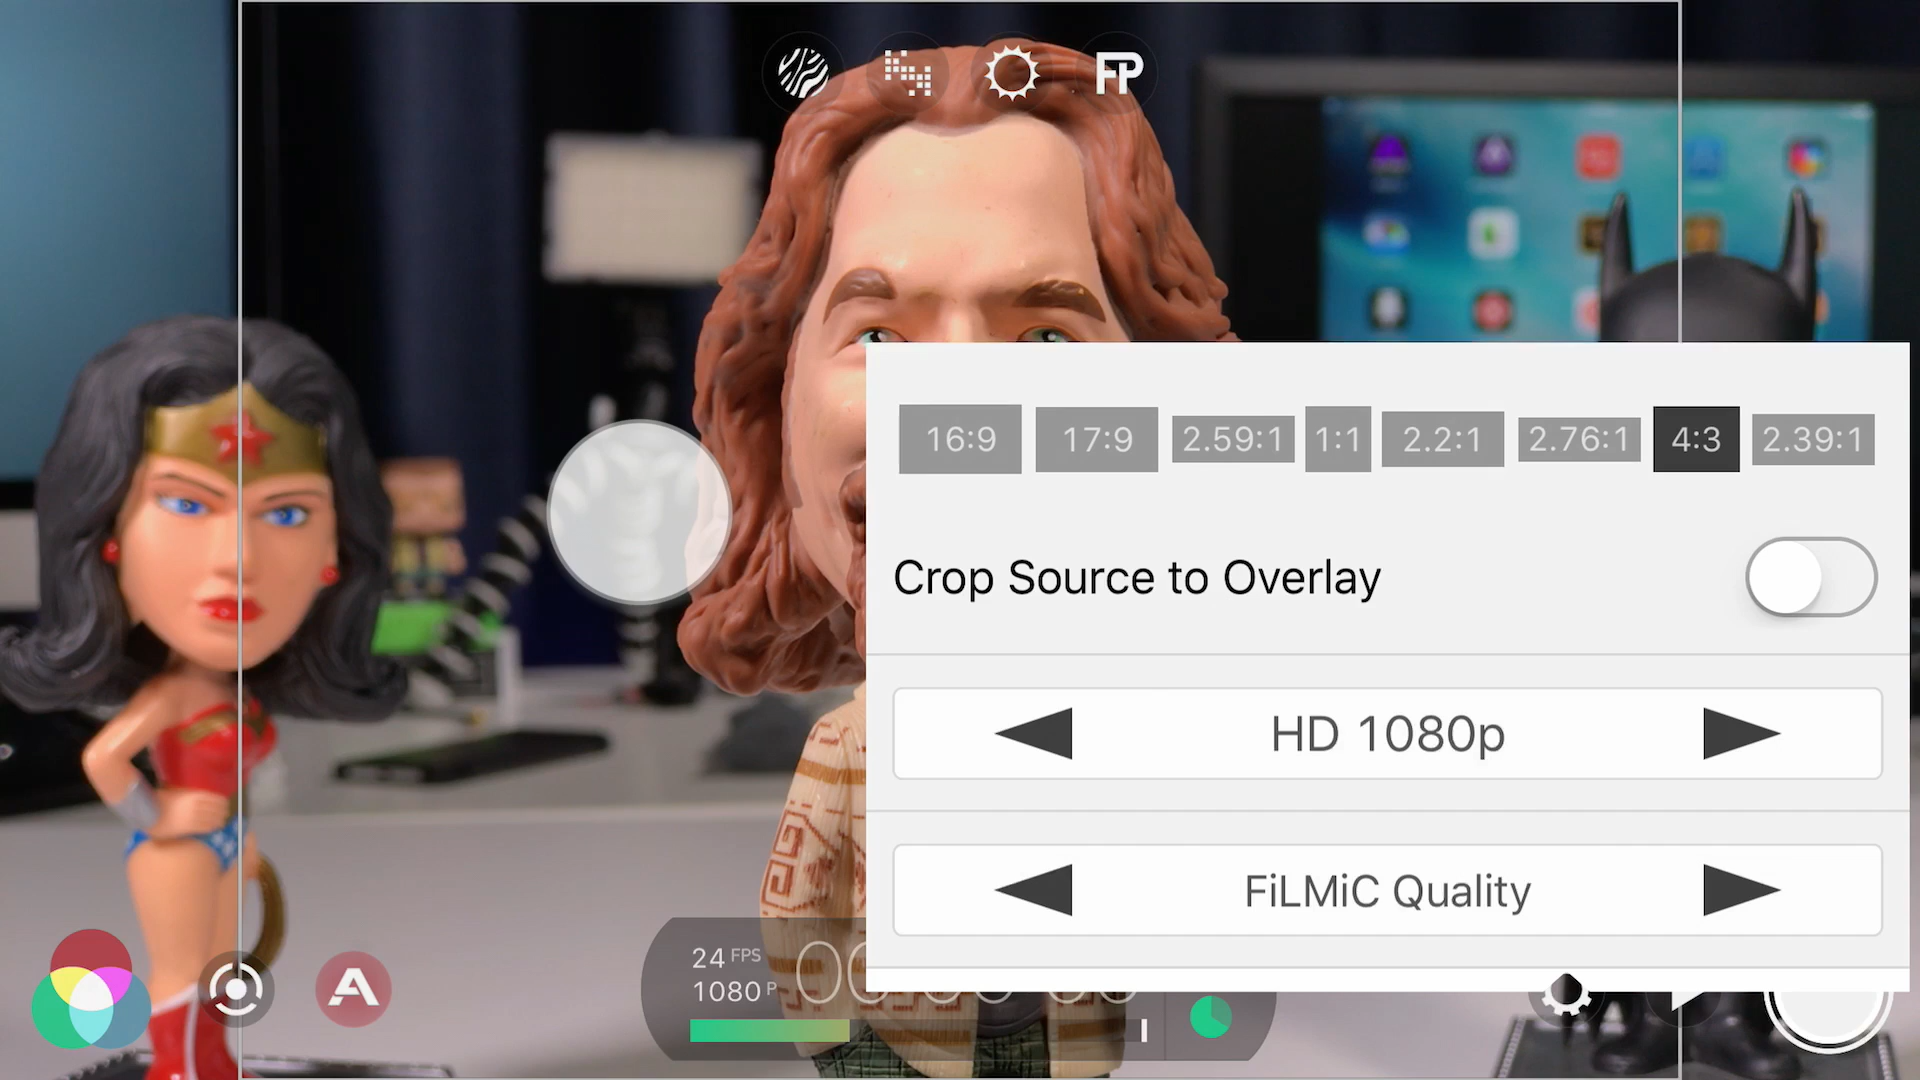 FP
16:9 17:9 2.59:1 1:1 2.2:1 2.76:1 4:3 2.39:1
Crop Source to Overlay
HD 1080p
FiLMiC Quality
24 FPS
1080 P
A